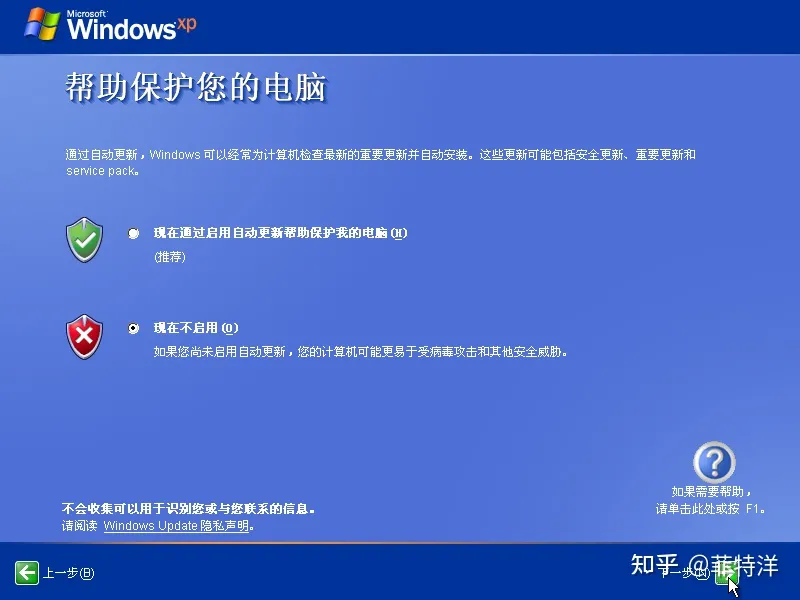 Microsoft
Windows xp
帮助保护您的电脑
通过自动更新，Windows 可以经常为计算机检查最新的重要更新并自动安装。这些更新可能包括安全更新、重要更新和
service pack。
现在通过启用自动更新帮助保护我的电脑(H)
(推荐)
现在不启用(O)
如果您尚未启用自动更新，您的计算机可能更易于受病毒攻击和其他安全威胁。
如果需要帮助，
请单击此处或按 F1。
不会收集可以用于识别您或与您联系的信息。
请阅读 Windows Update 隐私声明。
上一步(B)
下一步(N)
知乎 @菲特洋